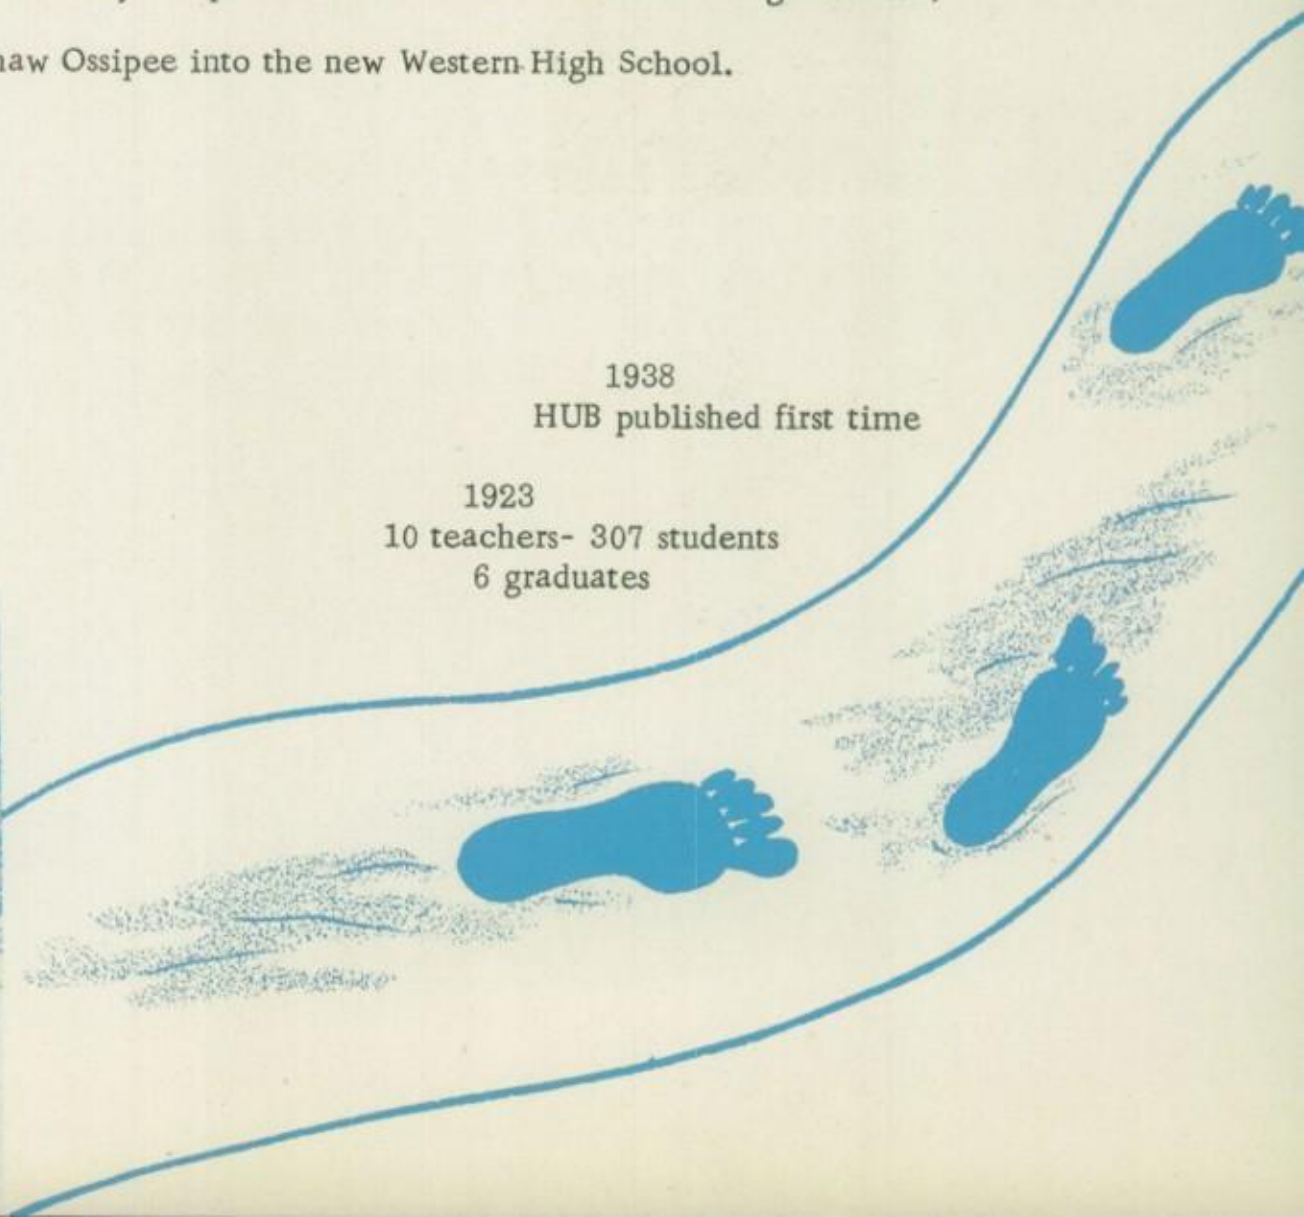 Ossipee into the new Western High School.
1938
HUB published first time
1923
10 teachers- 307 students
6 graduates